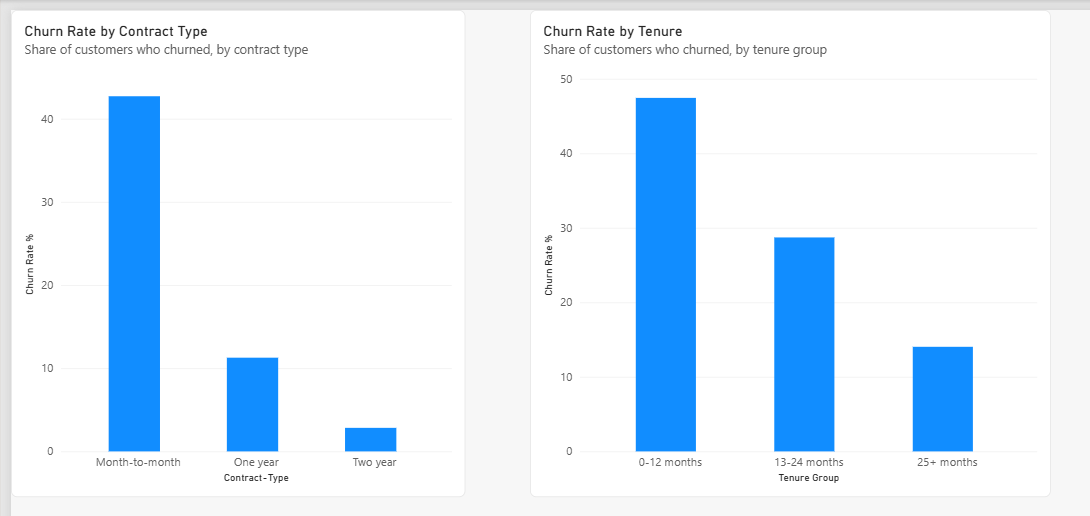 Churn Rate by Contract Type
Share of customers who churned, by contract type
40
30
20
10
0
Churn Rate %
Month-to-month
One year
Two year
Contract-Type
Churn Rate by Tenure
Share of customers who churned, by tenure group
50
40
30
20
10
0
Churn Rate %
0-12 months
13-24 months
25+ months
Tenure Group